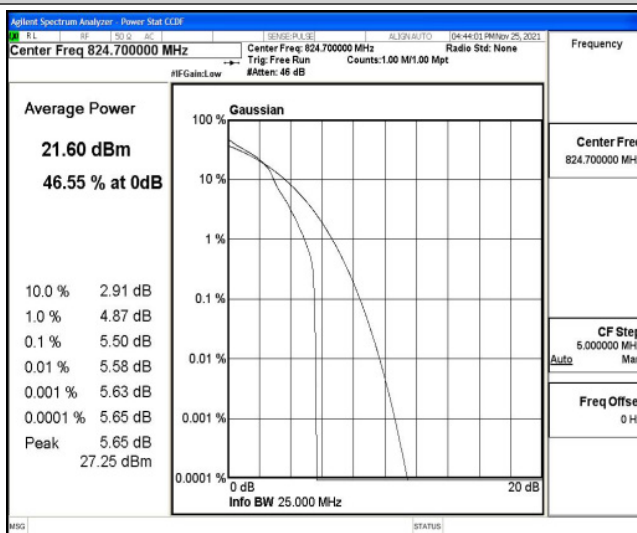 Agilent Spectrum Analyzer - Power Stat CCDF
RL RF 50 Ω AC SENSE:PULSE ALIGN AUTO 04:44:01 PM Nov 25, 2021
Center Freq 824.700000 MHz
Center Freq: 824.700000 MHz Radio Std: None
Trig: Free Run Counts:1.00 M/1.00 Mpt
#IFGain:Low #Atten: 46 dB
Frequency
Average Power
21.60 dBm
46.55 % at 0dB
10.0 % 2.91 dB
1.0 % 4.87 dB
0.1 % 5.50 dB
0.01 % 5.58 dB
0.001 % 5.63 dB
0.0001 % 5.65 dB
Peak 5.65 dB
27.25 dBm
Gaussian
100 %
10 %
1 %
0.1 %
0.01 %
0.001 %
0.0001 %
0 dB 20 dB
Info BW 25.000 MHz
Center Fre
824.700000 MH
CF Step
5.000000 MH
Auto Ma
Freq Offse
0 H
MSG STATUS